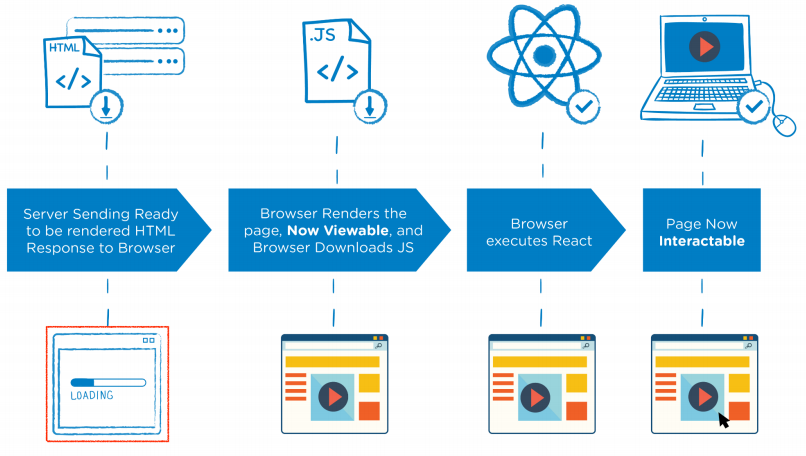 HTML
</>
.JS
</>
Server Sending Ready
to be rendered HTML
Response to Browser
Browser Renders the
page, Now Viewable, and
Browser Downloads JS
Browser
executes React
Page Now
Interactable
LOADING